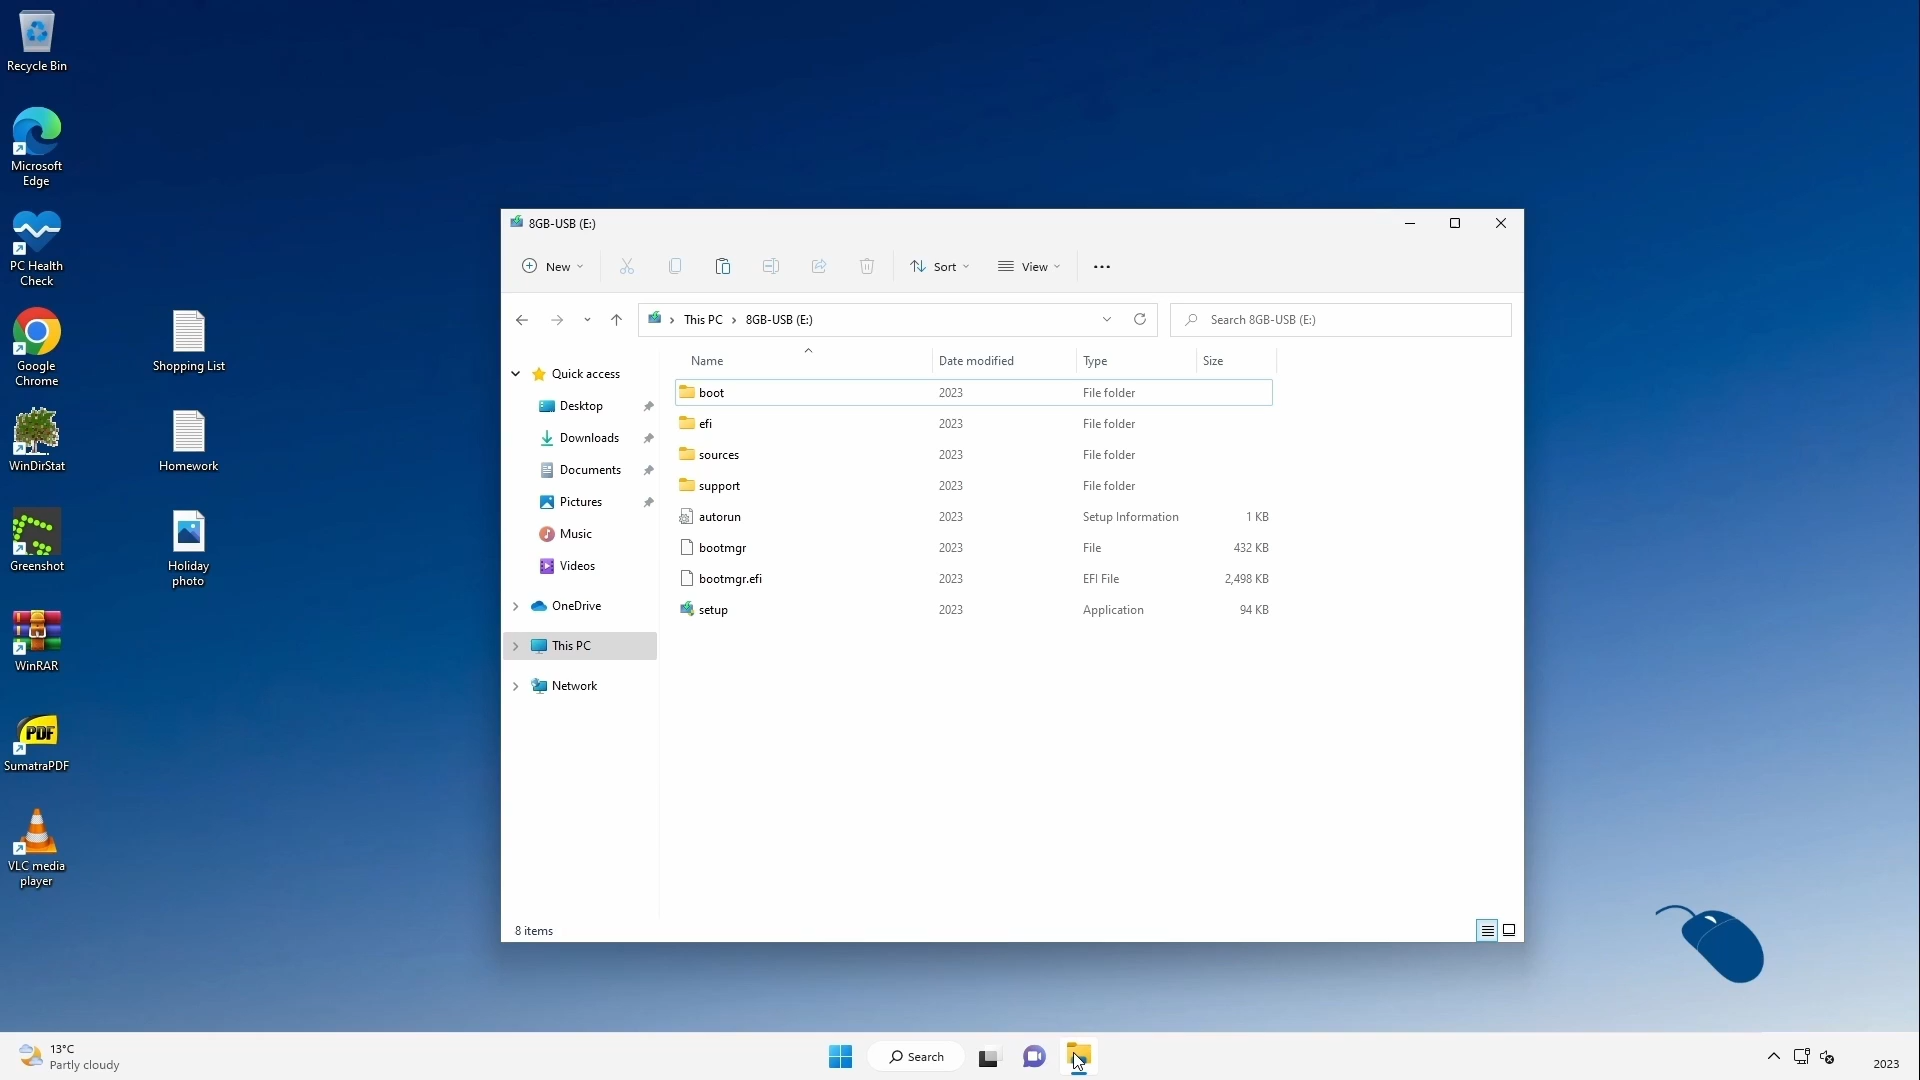 Recycle Bin
Microsoft
Edge
PC Health
Check
Google
Chrome
WinDirStat
Greenshot
WinRAR
PDF
SumatraPDF
VLC media
player
Shopping List
Homework
Holiday
photo
8GB-USB (E:)
New
Sort
View
This PC
8GB-USB (E:)
Search 8GB-USB (E:)
Quick access
Desktop
Downloads
Documents
Pictures
Music
Videos
OneDrive
This PC
Network
Name Date modified Type Size
boot 2023 File folder
efi 2023 File folder
sources 2023 File folder
support 2023 File folder
autorun 2023 Setup Information 1 KB
bootmgr 2023 File 432 KB
bootmgr.efi 2023 EFI File 2,498 KB
setup 2023 Application 94 KB
8 items
13°C
Partly cloudy
Search
2023